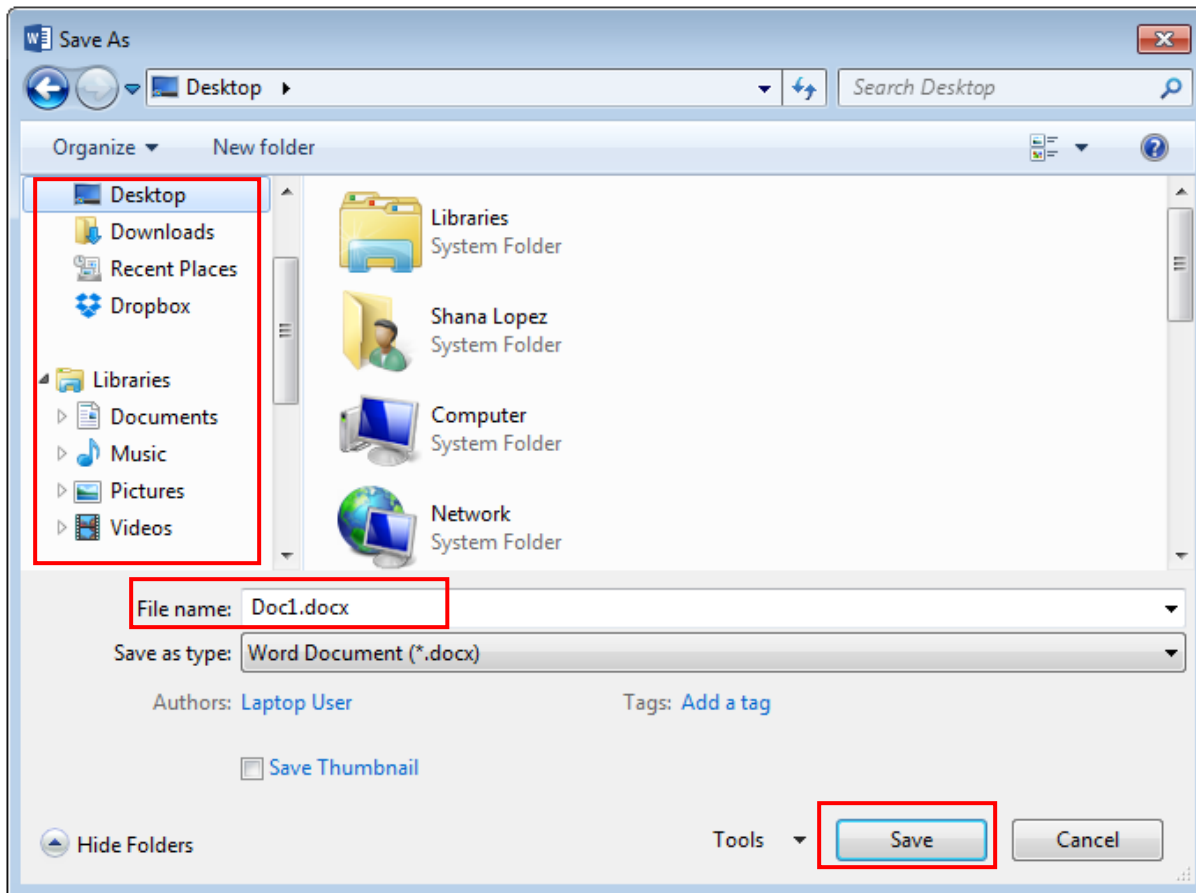 Save As
Desktop
Search Desktop
Organize
New folder
Desktop
Downloads
Recent Places
Dropbox
Libraries
Documents
Music
Pictures
Videos
Libraries
System Folder
Shana Lopez
System Folder
Computer
System Folder
Network
System Folder
File name: Doc1.docx
Save as type: Word Document (*.docx)
Authors: Laptop User
Tags: Add a tag
Save Thumbnail
Hide Folders
Tools
Save
Cancel